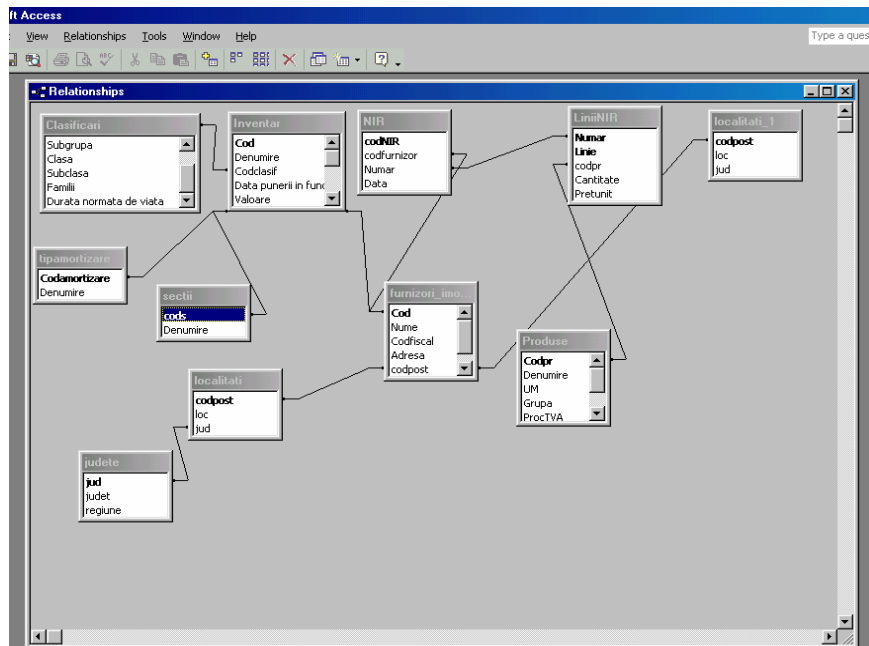 ft Access
View Relationships Tools Window Help
Type a ques
Relationships
Clasificari
Subgrupa
Clasa
Subclasa
Familii
Durata normata de viata
Inventar
Cod
Denumire
Codclasif
Data punerii in func
Valoare
NIR
codNIR
codfurnizor
Numar
Data
LiniiNIR
Numar
Linie
codpr
Cantitate
Pretunit
localitati_1
codpost
loc
jud
tipamortizare
Codamortizare
Denumire
sectii
cods
Denumire
furnizori_imo...
Cod
Nume
Codfiscal
Adresa
codpost
Produse
Codpr
Denumire
UM
Grupa
ProcTVA
localitati
codpost
loc
jud
judete
jud
judet
regiune